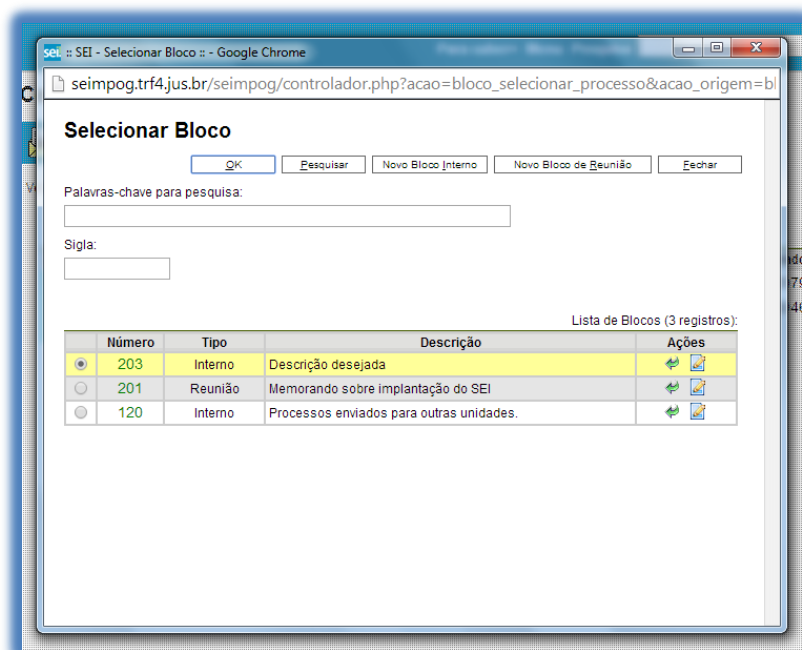 sei. :: SEI - Selecionar Bloco :: - Google Chrome
seimpog.trf4.jus.br/seimpog/controlador.php?acao=bloco_selecionar_processo&acao_origem=bl
Selecionar Bloco
OK Pesquisar Novo Bloco Interno Novo Bloco de Reunião Fechar
Palavras-chave para pesquisa:
Sigla:
Lista de Blocos (3 registros):
Número Tipo Descrição Ações
203 Interno Descrição desejada
201 Reunião Memorando sobre implantação do SEI
120 Interno Processos enviados para outras unidades.